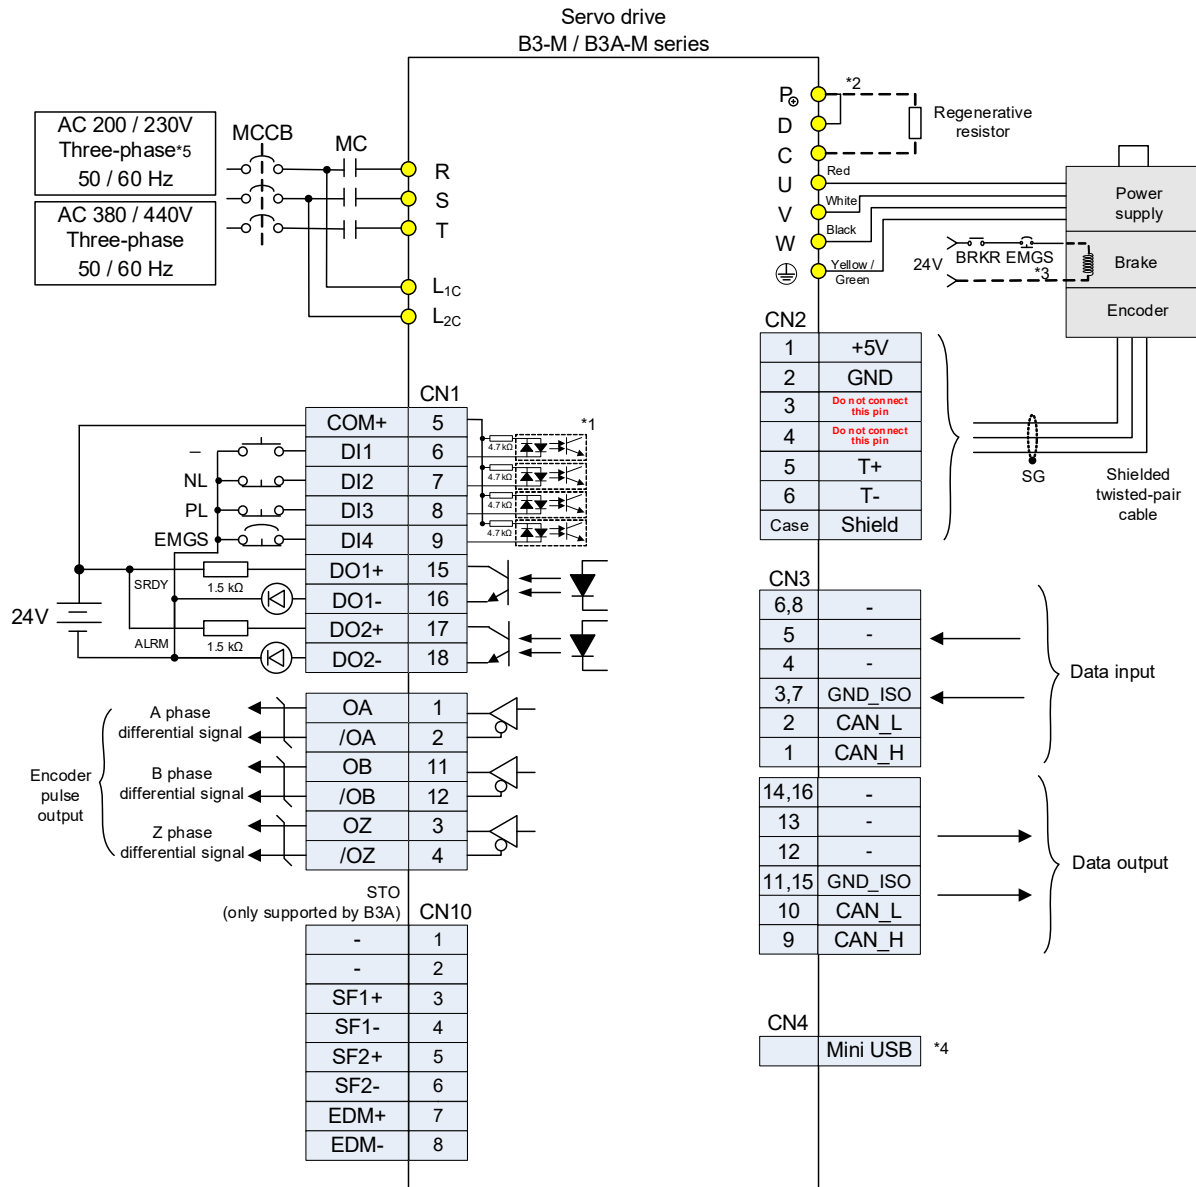 Servo drive
B3-M / B3A-M series
AC 200 / 230V
Three-phase*5
50 / 60 Hz
AC 380 / 440V
Three-phase
50 / 60 Hz
MCCB
MC
R
S
T
L1C
L2C
P⊕
D
C
U
V
W
*2
Regenerative
resistor
Red
White
Black
Yellow /
Green
Power
supply
Brake
Encoder
24V
BRKR EMGS
*3
CN1
COM+ 5
DI1 6
DI2 7
DI3 8
DI4 9
DO1+ 15
DO1- 16
DO2+ 17
DO2- 18
–
NL
PL
EMGS
SRDY
1.5 kΩ
ALRM
1.5 kΩ
24V
*1
4.7 kΩ
4.7 kΩ
4.7 kΩ
4.7 kΩ
OA 1
/OA 2
OB 11
/OB 12
OZ 3
/OZ 4
A phase
differential signal
B phase
differential signal
Z phase
differential signal
Encoder
pulse
output
STO
(only supported by B3A)
CN10
- 1
- 2
SF1+ 3
SF1- 4
SF2+ 5
SF2- 6
EDM+ 7
EDM- 8
CN2
1 +5V
2 GND
3 Do not connect
this pin
4 Do not connect
this pin
5 T+
6 T-
Case Shield
SG
Shielded
twisted-pair
cable
CN3
6,8 -
5 -
4 -
3,7 GND_ISO
2 CAN_L
1 CAN_H
Data input
14,16 -
13 -
12 -
11,15 GND_ISO
10 CAN_L
9 CAN_H
Data output
CN4
Mini USB *4